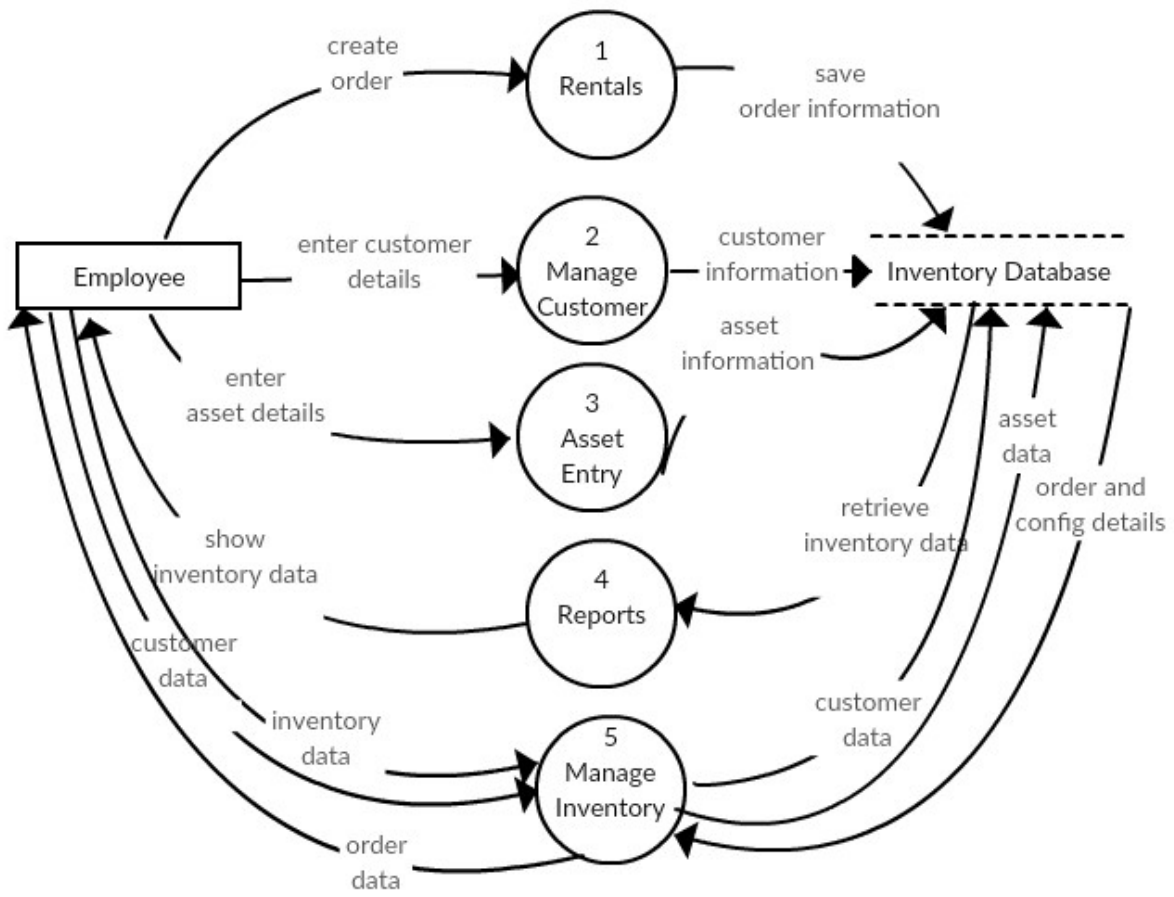 create
order
1
Rentals
save
order information
Employee
enter customer
details
2
Manage
Customer
customer
information
Inventory Database
asset
information
enter
asset details
3
Asset
Entry
asset
data
order and
config details
retrieve
inventory data
show
inventory data
4
Reports
customer
data
inventory
data
5
Manage
Inventory
customer
data
order
data